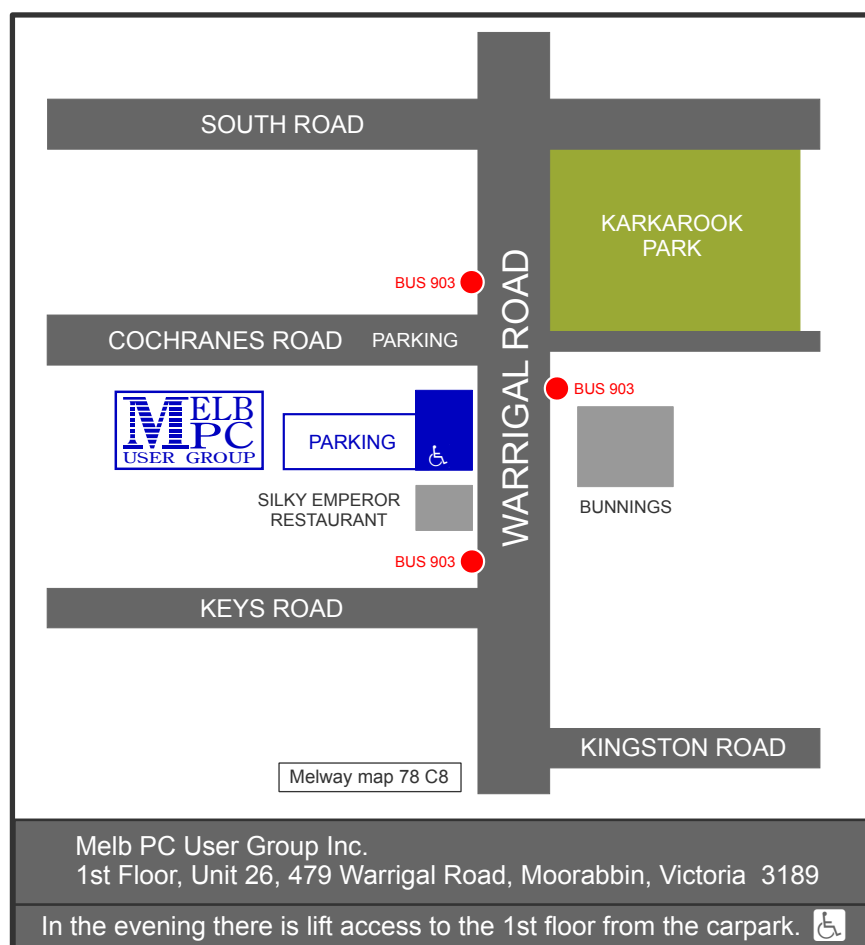 SOUTH ROAD
KARKAROOK
PARK
BUS 903
WARRIGAL ROAD
COCHRANES ROAD
PARKING
BUS 903
MELB
PC
USER GROUP
PARKING
SILKY EMPEROR
RESTAURANT
BUNNINGS
BUS 903
KEYS ROAD
KINGSTON ROAD
Melway map 78 C8
Melb PC User Group Inc.
1st Floor, Unit 26, 479 Warrigal Road, Moorabbin, Victoria 3189
In the evening there is lift access to the 1st floor from the carpark.